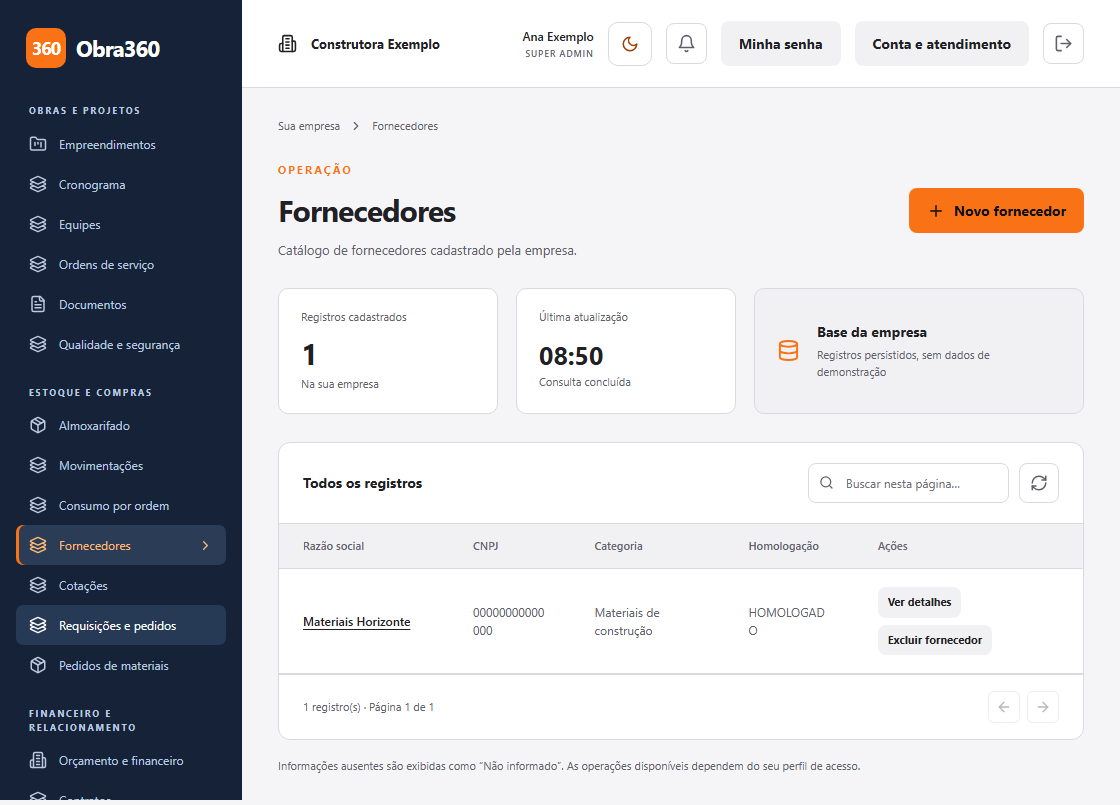 360 Obra360
OBRAS E PROJETOS
Empreendimentos
Cronograma
Equipes
Ordens de serviço
Documentos
Qualidade e segurança
ESTOQUE E COMPRAS
Almoxarifado
Movimentações
Consumo por ordem
Fornecedores
Cotações
Requisições e pedidos
Pedidos de materiais
FINANCEIRO E
RELACIONAMENTO
Orçamento e financeiro
Contratos
Construtora Exemplo
Ana Exemplo
SUPER ADMIN
Minha senha
Conta e atendimento
Sua empresa
Fornecedores
OPERAÇÃO
Fornecedores
Catálogo de fornecedores cadastrado pela empresa.
Novo fornecedor
Registros cadastrados
1
Na sua empresa
Última atualização
08:50
Consulta concluída
Base da empresa
Registros persistidos, sem dados de
demonstração
Todos os registros
Buscar nesta página...
Razão social CNPJ Categoria Homologação Ações
Materiais Horizonte
00000000000
000
Materiais de
construção
HOMOLOGAD
O
Ver detalhes
Excluir fornecedor
1 registro(s) · Página 1 de 1
Informações ausentes são exibidas como “Não informado”. As operações disponíveis dependem do seu perfil de acesso.